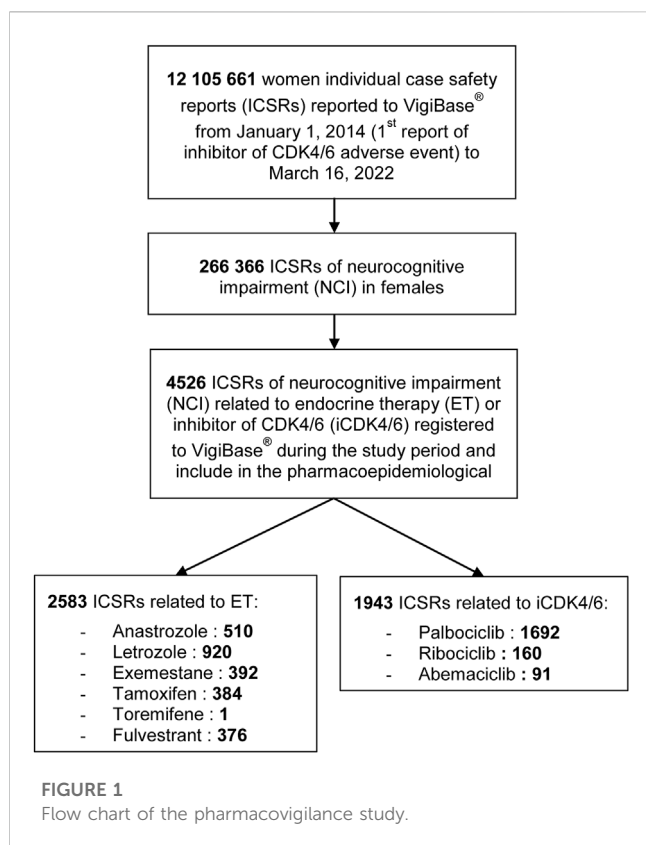 12 105 661 women individual case safety
reports (ICSRs) reported to VigiBase®
from January 1, 2014 (1st report of
inhibitor of CDK4/6 adverse event) to
March 16, 2022
266 366 ICSRs of neurocognitive
impairment (NCI) in females
4526 ICSRs of neurocognitive impairment
(NCI) related to endocrine therapy (ET) or
inhibitor of CDK4/6 (iCDK4/6) registered
to VigiBase® during the study period and
include in the pharmacoepidemiological
2583 ICSRs related to ET:
- Anastrozole : 510
- Letrozole : 920
- Exemestane : 392
- Tamoxifen : 384
- Toremifene : 1
- Fulvestrant : 376
1943 ICSRs related to iCDK4/6:
- Palbociclib : 1692
- Ribociclib : 160
- Abemaciclib : 91
FIGURE 1
Flow chart of the pharmacovigilance study.